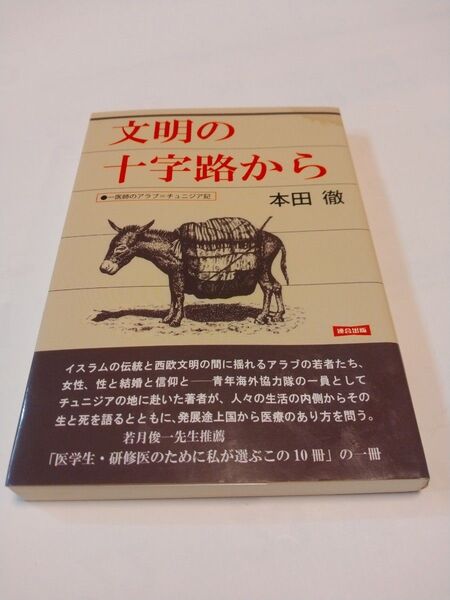 文明の
十字路から
●一医師のアラブ=チュニジア記
本田 徹
連合出版
イスラムの伝統と西欧文明の間に揺れるアラブの若者たち、
女性、性と結婚と信仰と──青年海外協力隊の一員として
チュニジアの地に赴いた著者が、人々の生活の内側からその
生と死を語るとともに、発展途上国から医療のあり方を問う。
若月俊一先生推薦
「医学生・研修医のために私が選ぶこの10冊」の一冊